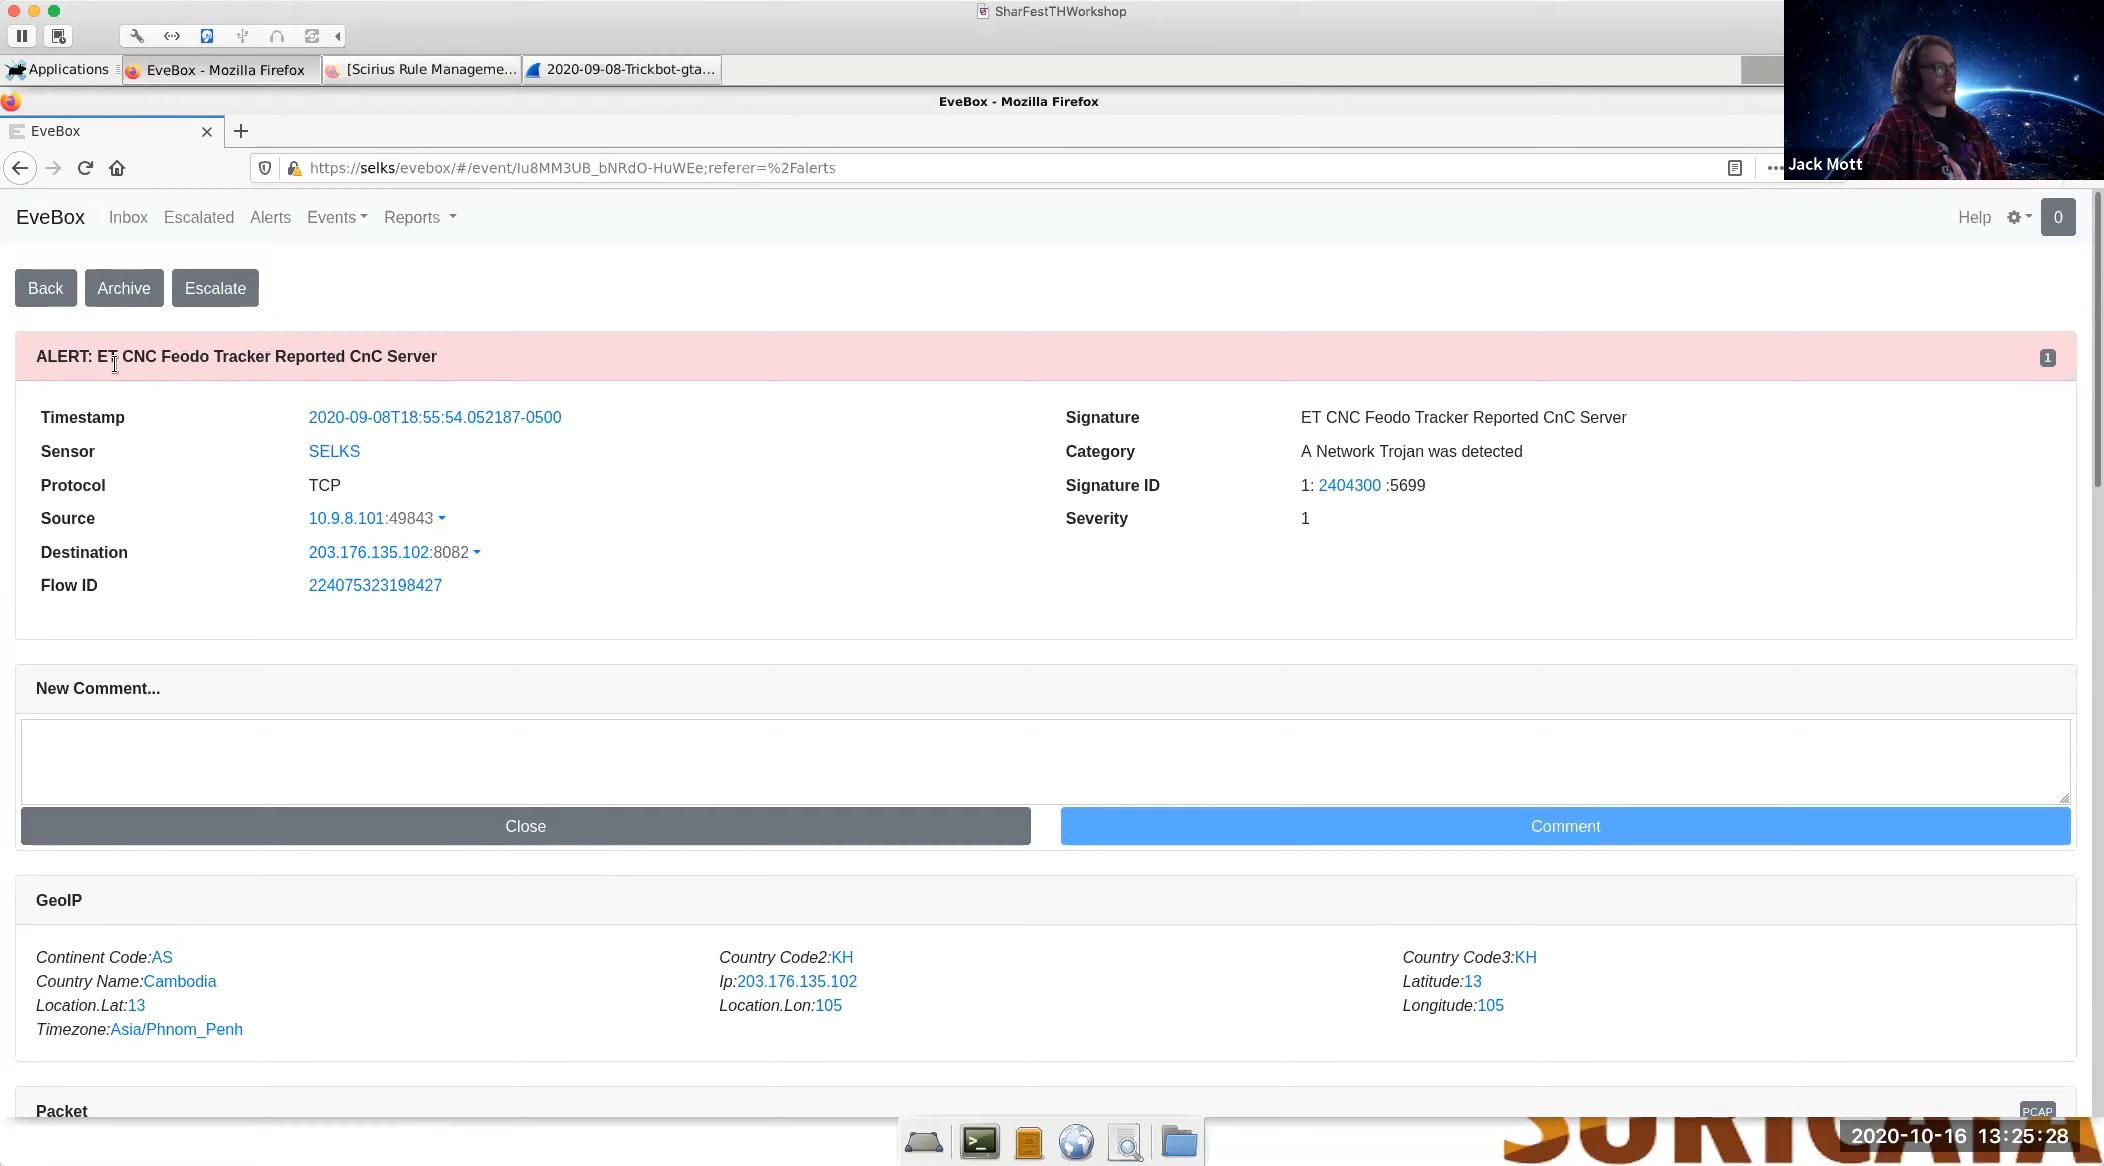 SharFestTHWorkshop
Applications
EveBox - Mozilla Firefox
[Scirius Rule Manageme...
2020-09-08-Trickbot-gta...
EveBox - Mozilla Firefox
EveBox
https://selks/evebox/#/event/Iu8MM3UB_bNRdO-HuWEe;referer=%2Falerts
Jack Mott
EveBox Inbox Escalated Alerts Events Reports Help 0
Back Archive Escalate
ALERT: ET CNC Feodo Tracker Reported CnC Server 1
Timestamp 2020-09-08T18:55:54.052187-0500 Signature ET CNC Feodo Tracker Reported CnC Server
Sensor SELKS Category A Network Trojan was detected
Protocol TCP Signature ID 1: 2404300 :5699
Source 10.9.8.101:49843 Severity 1
Destination 203.176.135.102:8082
Flow ID 224075323198427
New Comment...
Close Comment
GeoIP
Continent Code:AS Country Code2:KH Country Code3:KH
Country Name:Cambodia Ip:203.176.135.102 Latitude:13
Location.Lat:13 Location.Lon:105 Longitude:105
Timezone:Asia/Phnom_Penh
Packet PCAP
SURICATA
2020-10-16 13:25:28